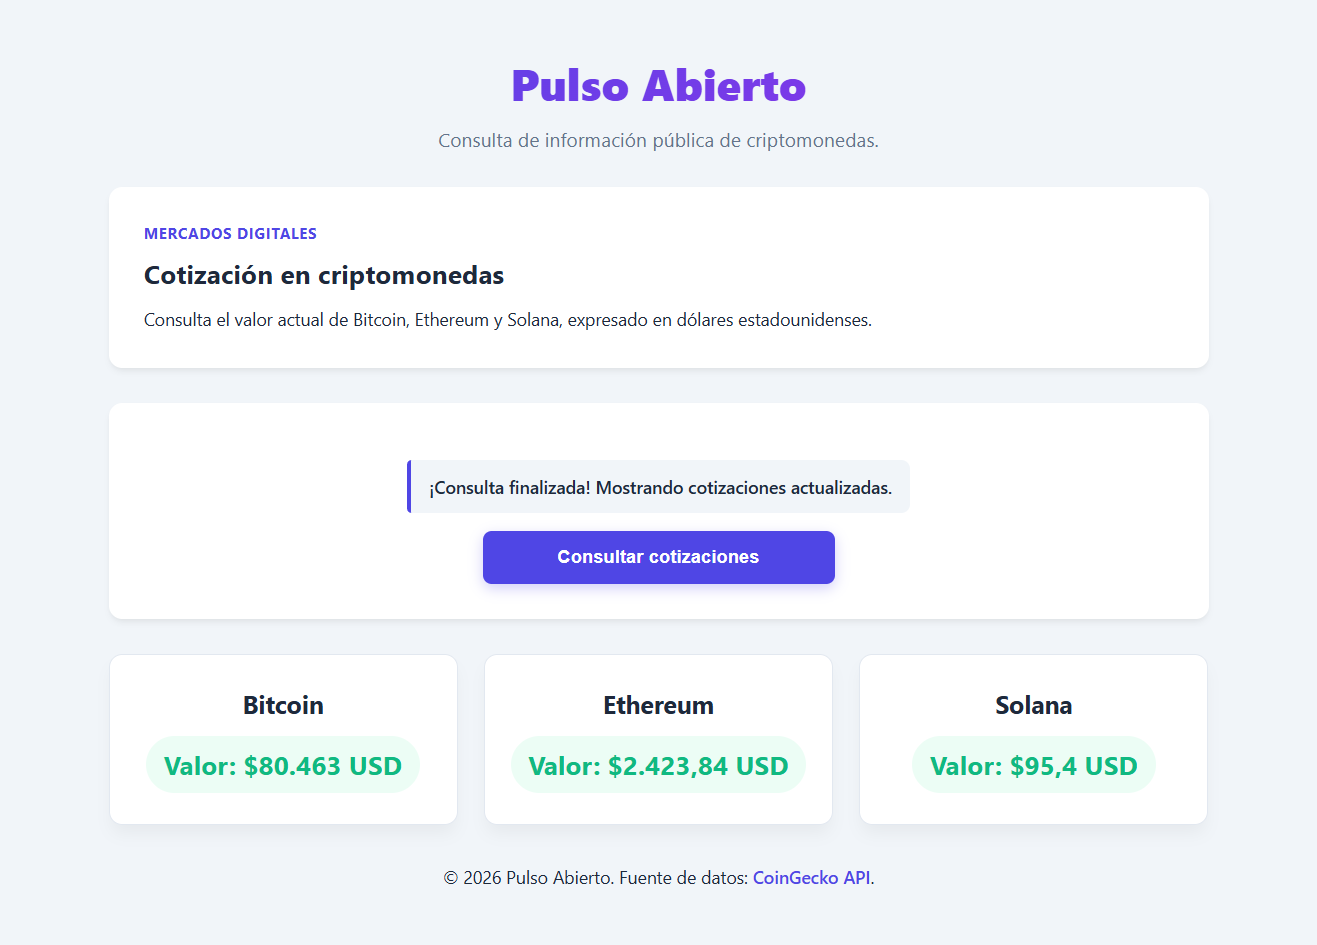 Pulso Abierto
Consulta de información pública de criptomonedas.
MERCADOS DIGITALES
Cotización en criptomonedas
Consulta el valor actual de Bitcoin, Ethereum y Solana, expresado en dólares estadounidenses.
¡Consulta finalizada! Mostrando cotizaciones actualizadas.
Consultar cotizaciones
Bitcoin
Valor: $80.463 USD
Ethereum
Valor: $2.423,84 USD
Solana
Valor: $95,4 USD
© 2026 Pulso Abierto. Fuente de datos: CoinGecko API.